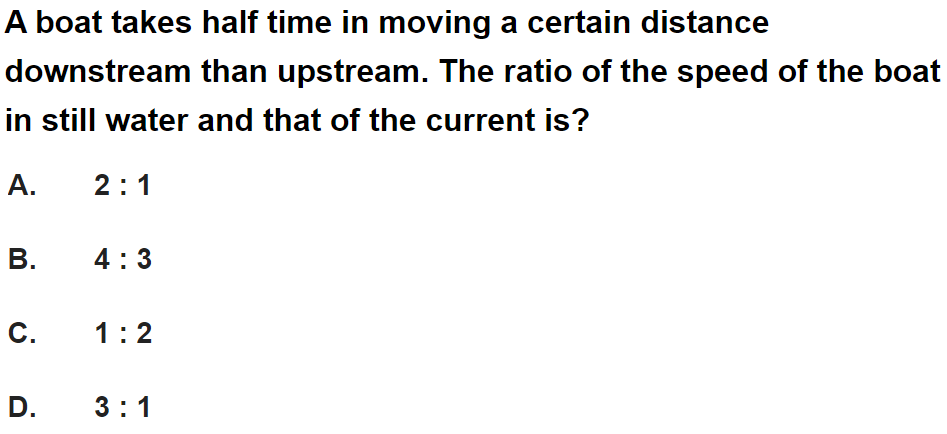 A boat takes half time in moving a certain distance
downstream than upstream. The ratio of the speed of the boat
in still water and that of the current is?
A. 2 : 1
B. 4 : 3
C. 1 : 2
D. 3 : 1